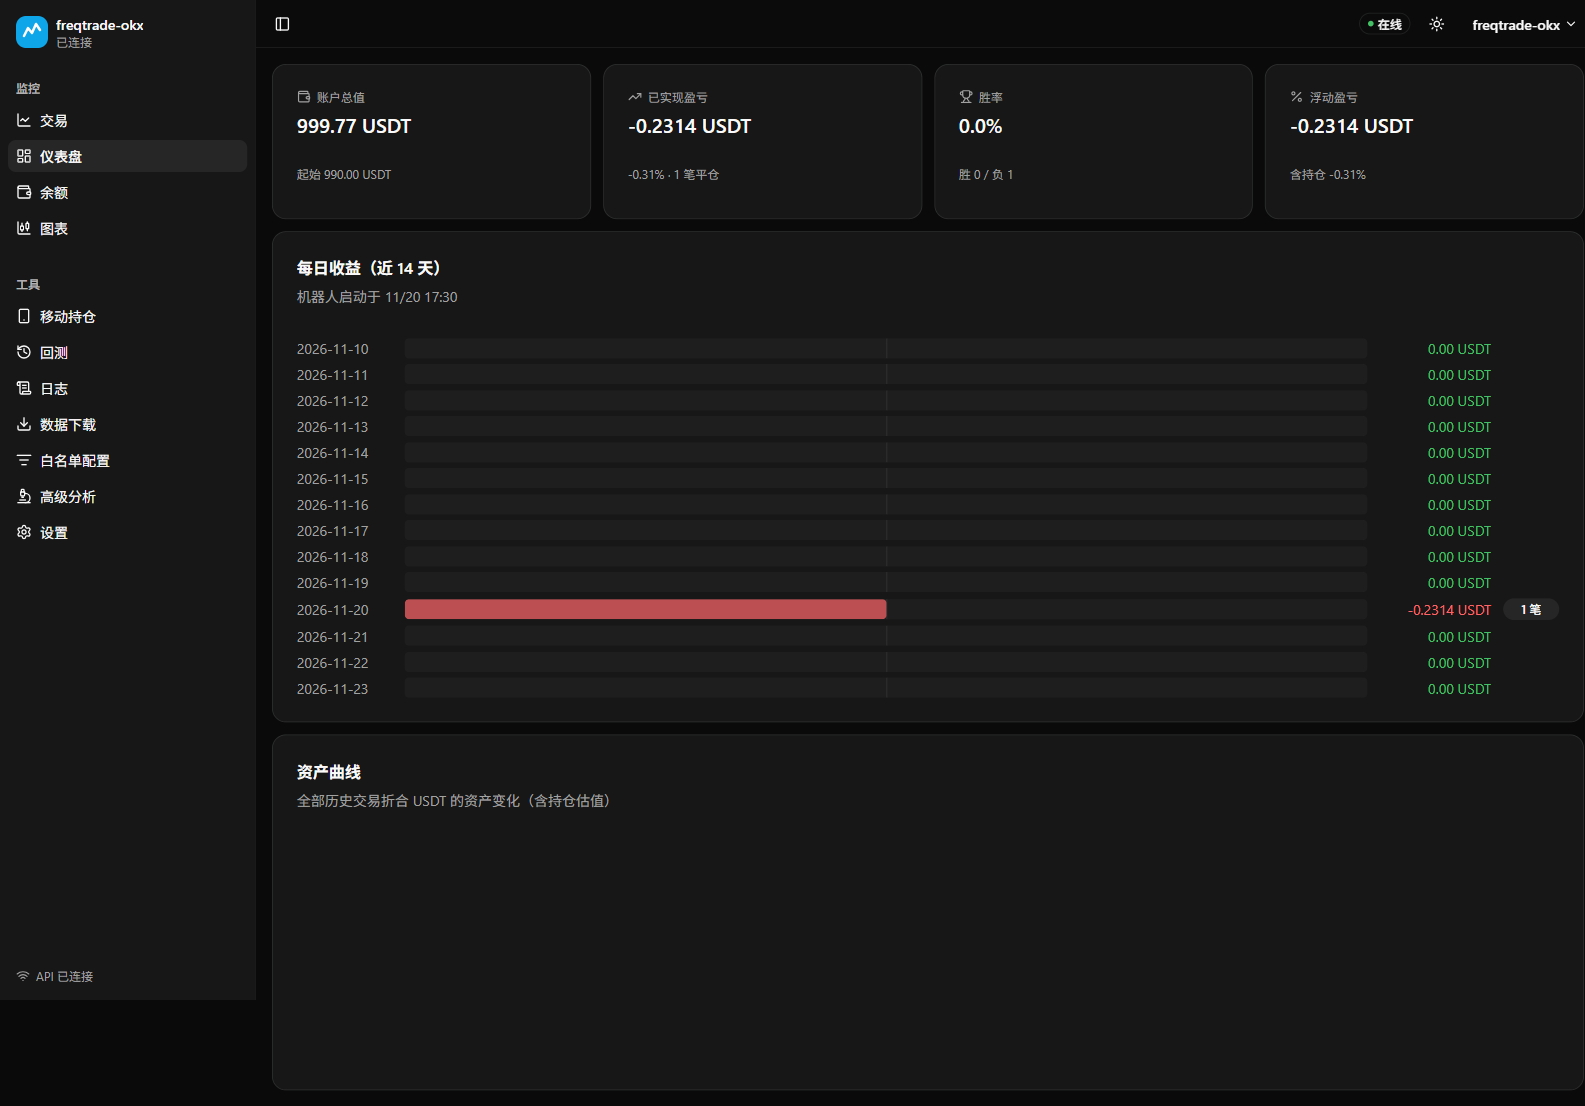 freqtrade-okx
已连接
监控
交易
仪表盘
余额
图表
工具
移动持仓
回测
日志
数据下载
白名单配置
高级分析
设置
API 已连接
在线
freqtrade-okx
账户总值
999.77 USDT
起始 990.00 USDT
已实现盈亏
-0.2314 USDT
-0.31% · 1 笔平仓
胜率
0.0%
胜 0 / 负 1
浮动盈亏
-0.2314 USDT
含持仓 -0.31%
每日收益（近 14 天）
机器人启动于 11/20 17:30
2026-11-10 0.00 USDT
2026-11-11 0.00 USDT
2026-11-12 0.00 USDT
2026-11-13 0.00 USDT
2026-11-14 0.00 USDT
2026-11-15 0.00 USDT
2026-11-16 0.00 USDT
2026-11-17 0.00 USDT
2026-11-18 0.00 USDT
2026-11-19 0.00 USDT
2026-11-20 -0.2314 USDT 1 笔
2026-11-21 0.00 USDT
2026-11-22 0.00 USDT
2026-11-23 0.00 USDT
资产曲线
全部历史交易折合 USDT 的资产变化（含持仓估值）